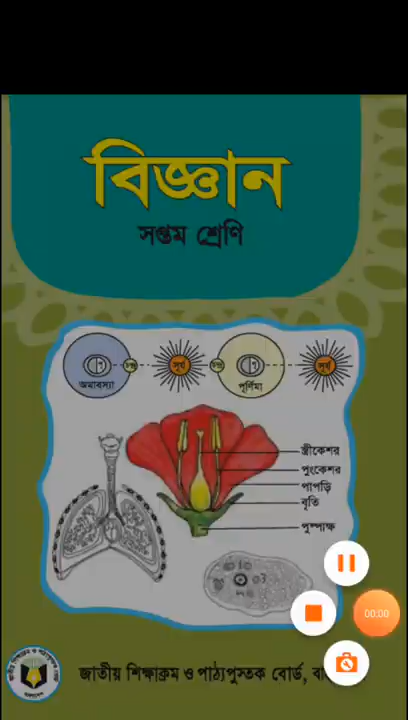 বিজ্ঞান
সপ্তম শ্রেণি
সূর্য
সূর্য
অমাবস্যা
পূর্ণিমা
স্ত্রীকেশর
পুংকেশর
পাপড়ি
বৃতি
পুষ্পাক্ষ
00:00
জাতীয় শিক্ষাক্রম ও পাঠ্যপুস্তক বোর্ড,